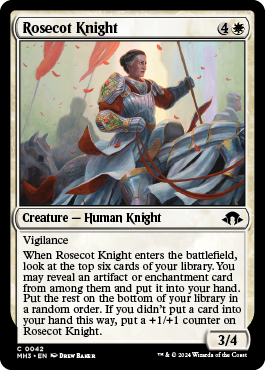 Rosecot Knight 4
Creature — Human Knight
Vigilance
When Rosecot Knight enters the battlefield,
look at the top six cards of your library. You
may reveal an artifact or enchantment card
from among them and put it into your hand.
Put the rest on the bottom of your library in
a random order. If you didn't put a card into
your hand this way, put a +1/+1 counter on
Rosecot Knight.
3/4
C 0042
MH3 • EN Drew Baker ™ & © 2024 Wizards of the Coast